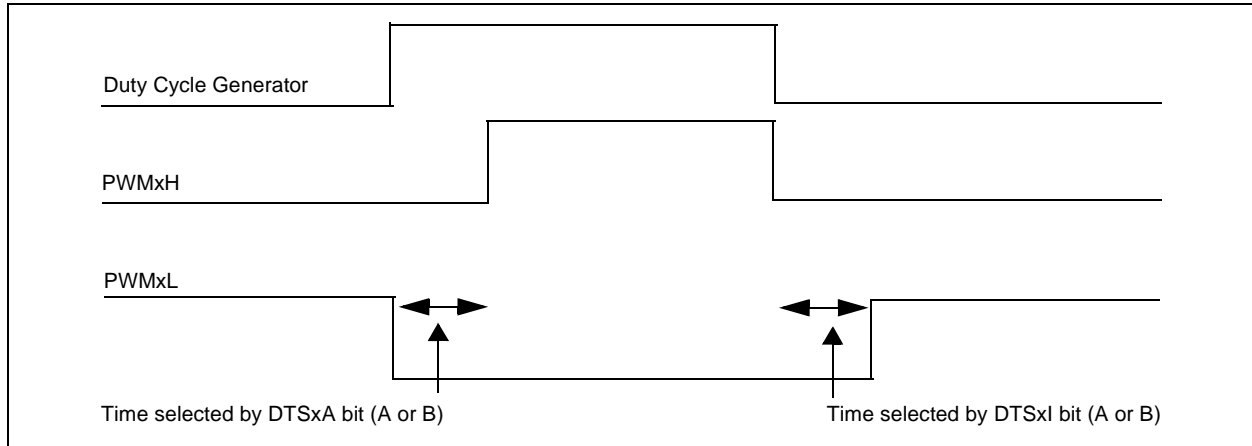 Duty Cycle Generator
PWMxH
PWMxL
Time selected by DTSxA bit (A or B)
Time selected by DTSxI bit (A or B)